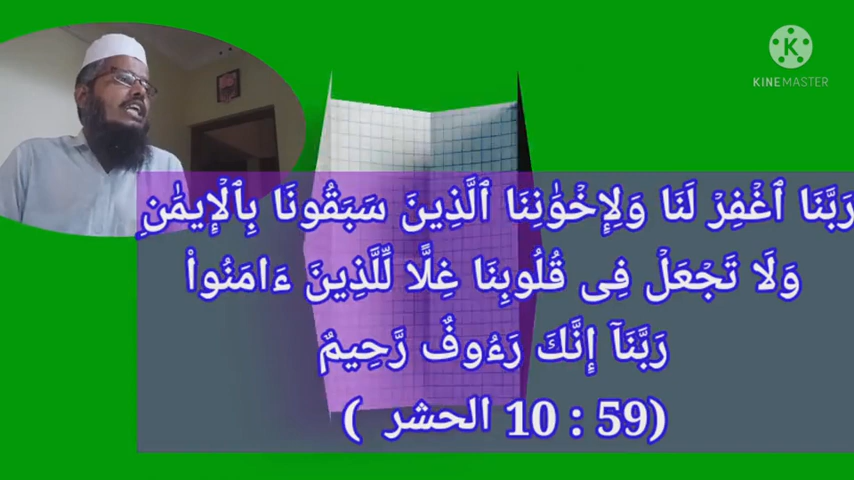 KINEMASTER
رَبَّنَا ٱغْفِرْ لَنَا وَلِإِخْوَٰنِنَا ٱلَّذِينَ سَبَقُونَا بِٱلْإِيمَٰنِ
وَلَا تَجْعَلْ فِى قُلُوبِنَا غِلًّا لِّلَّذِينَ ءَامَنُوا۟
رَبَّنَآ إِنَّكَ رَءُوفٌ رَّحِيمٌ
(59 : 10 الحشر )